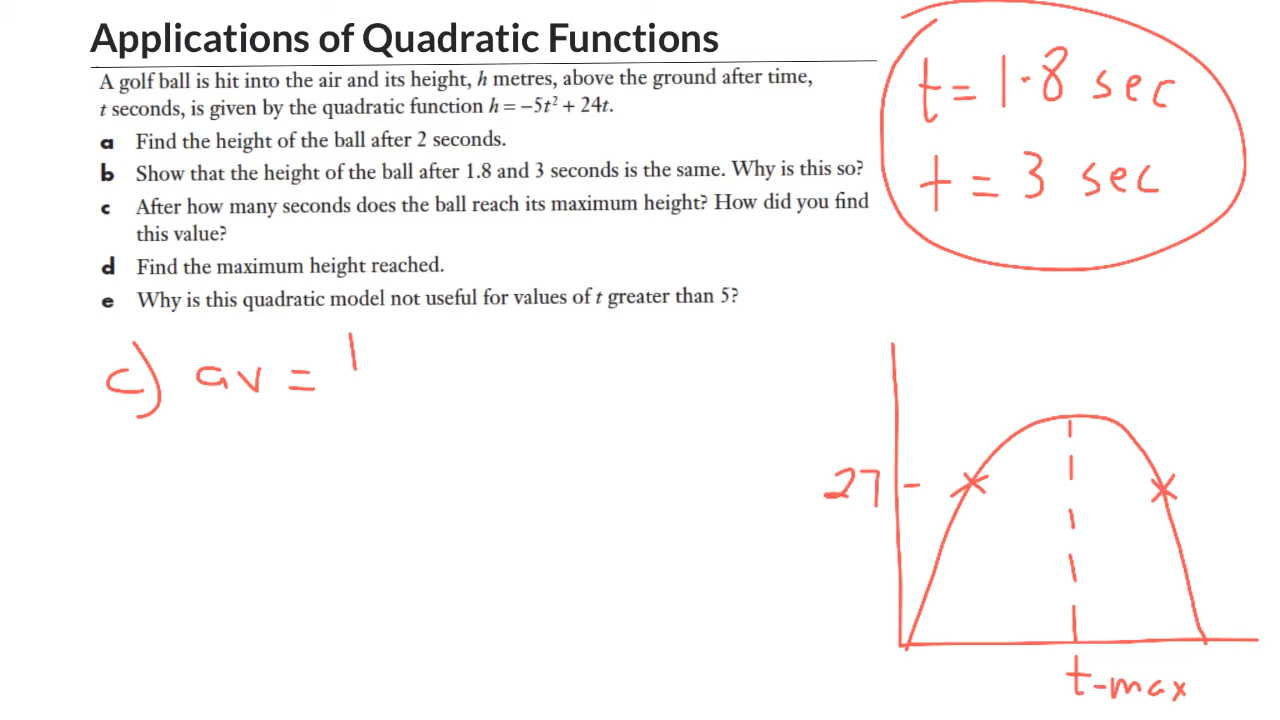 Applications of Quadratic Functions
A golf ball is hit into the air and its height, h metres, above the ground after time,
t seconds, is given by the quadratic function h = −5t² + 24t.
a Find the height of the ball after 2 seconds.
b Show that the height of the ball after 1.8 and 3 seconds is the same. Why is this so?
c After how many seconds does the ball reach its maximum height? How did you find
this value?
d Find the maximum height reached.
e Why is this quadratic model not useful for values of t greater than 5?
t = 1.8 sec
t = 3 sec
c) av = 1
27
t-max